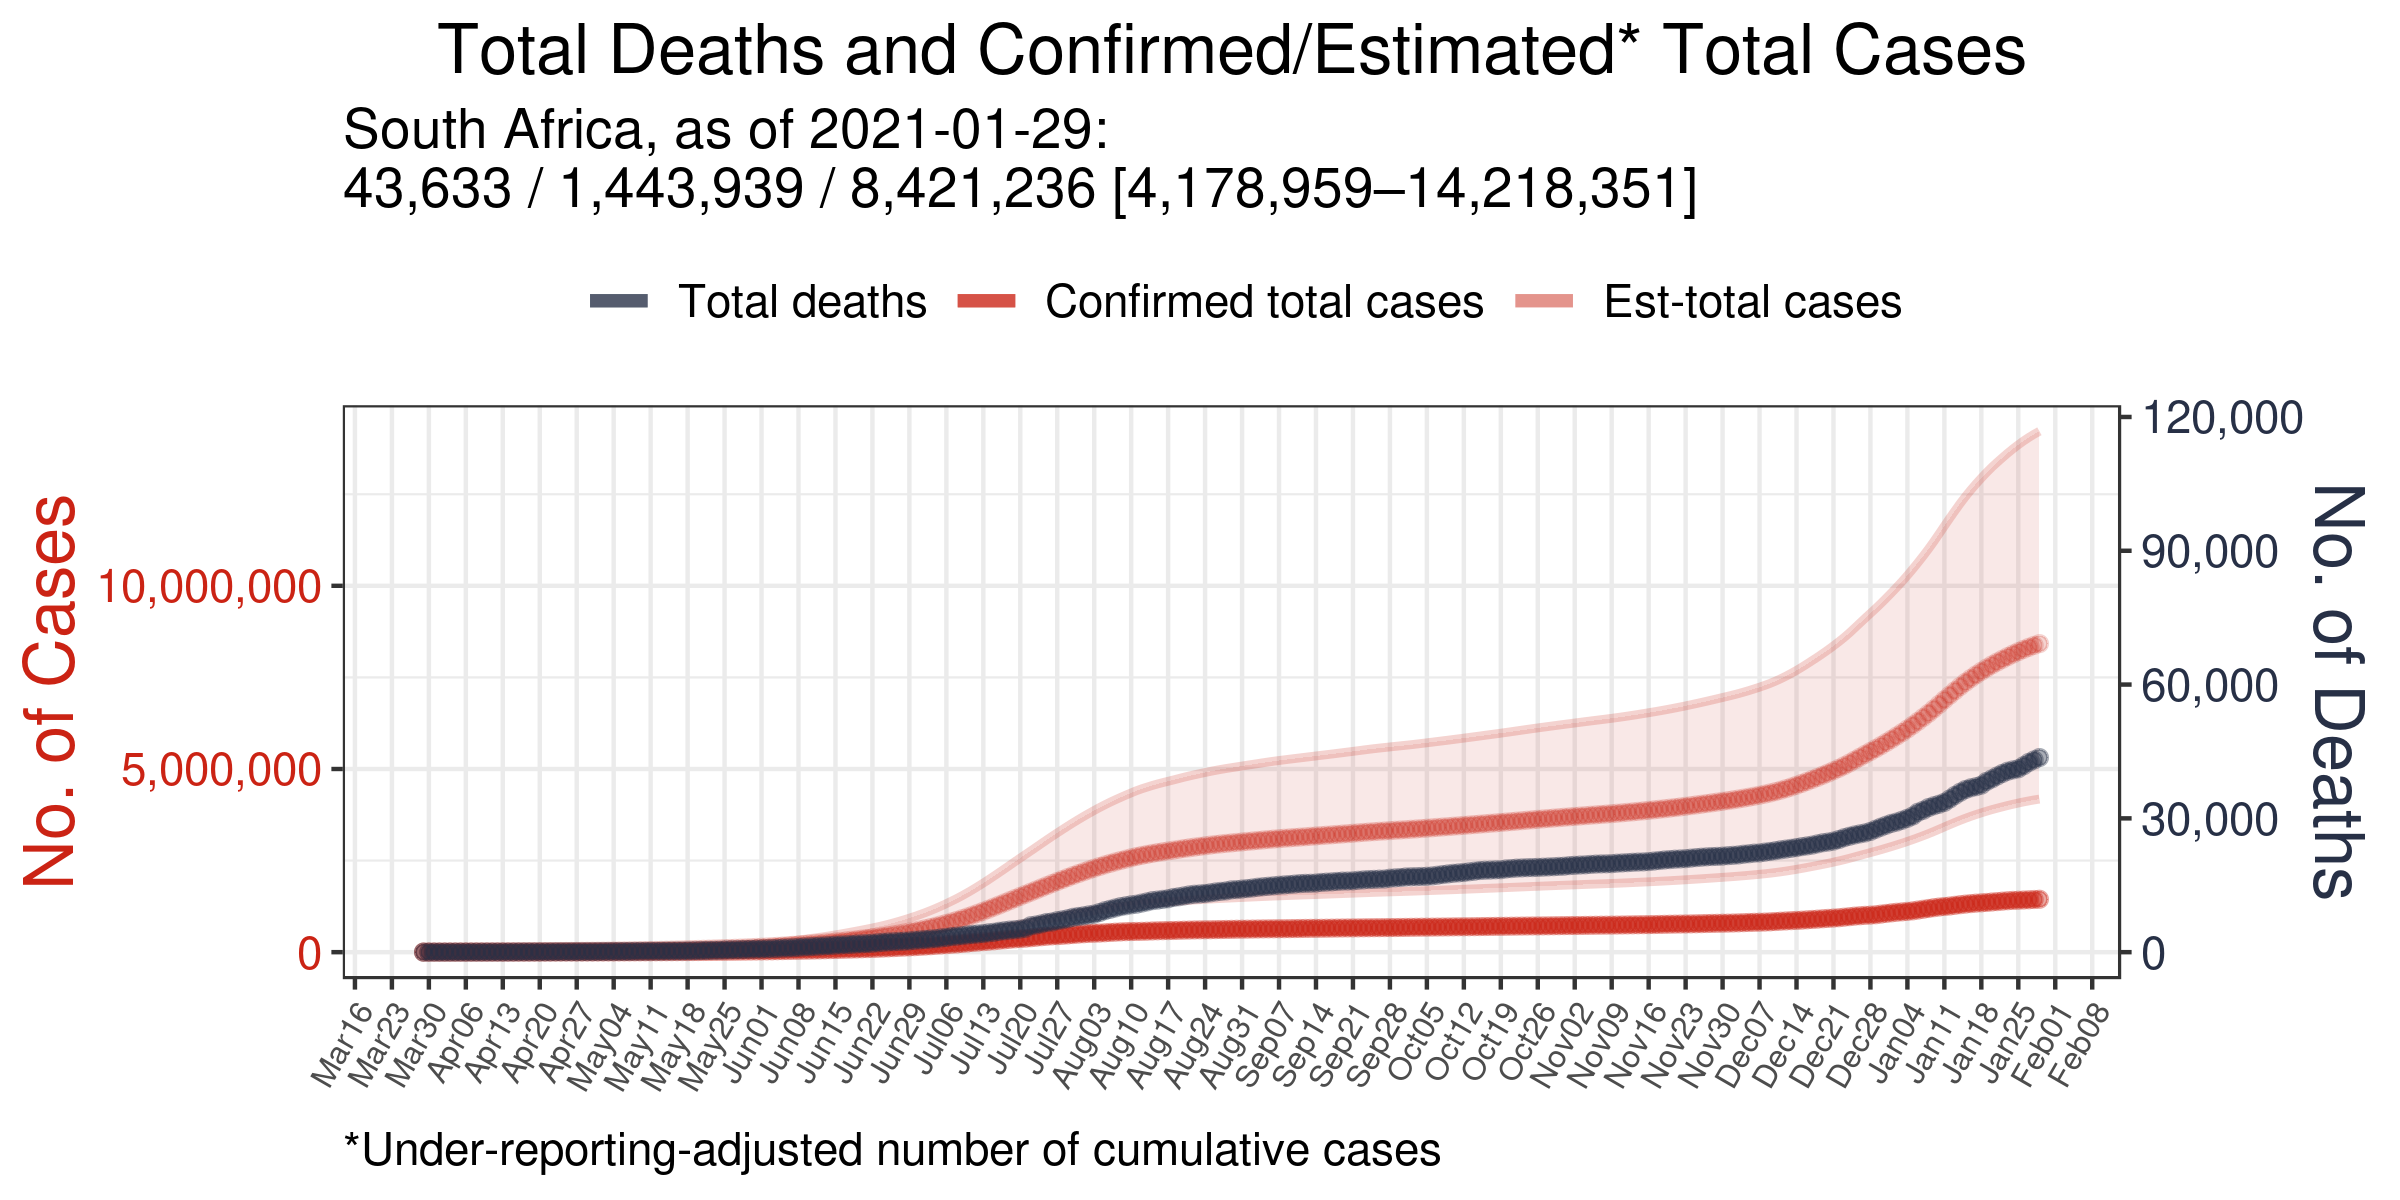 Total Deaths and Confirmed/Estimated* Total Cases
South Africa, as of 2021-01-29:
43,633 / 1,443,939 / 8,421,236 [4,178,959–14,218,351]
Total deaths
Confirmed total cases
Est-total cases
No. of Cases
10,000,000
5,000,000
0
120,000
90,000
60,000
30,000
0
No. of Deaths
Mar16
Mar23
Mar30
Apr06
Apr13
Apr20
Apr27
May04
May11
May18
May25
Jun01
Jun08
Jun15
Jun22
Jun29
Jul06
Jul13
Jul20
Jul27
Aug03
Aug10
Aug17
Aug24
Aug31
Sep07
Sep14
Sep21
Sep28
Oct05
Oct12
Oct19
Oct26
Nov02
Nov09
Nov16
Nov23
Nov30
Dec07
Dec14
Dec21
Dec28
Jan04
Jan11
Jan18
Jan25
Feb01
Feb08
*Under-reporting-adjusted number of cumulative cases